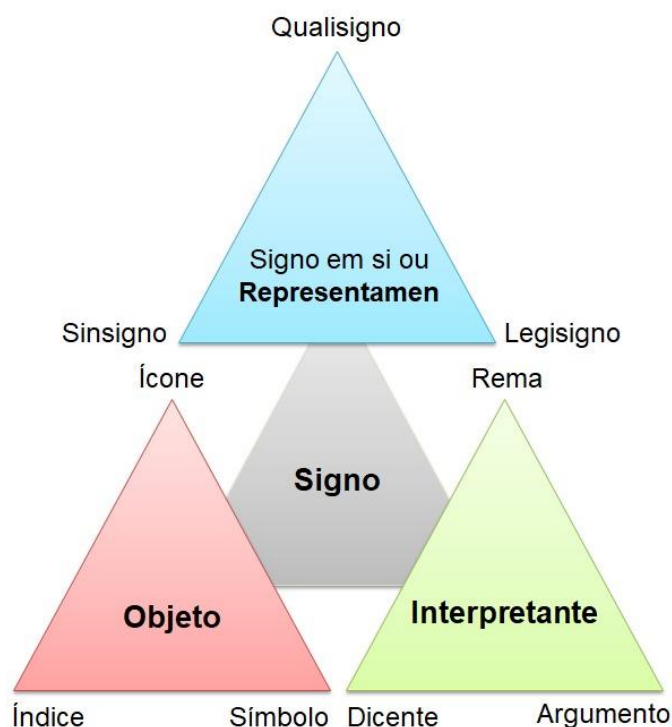 Qualisigno
Signo em si ou
Representamen
Sinsigno
Legisigno
Ícone
Rema
Signo
Objeto
Interpretante
Índice
Símbolo
Dicente
Argumento